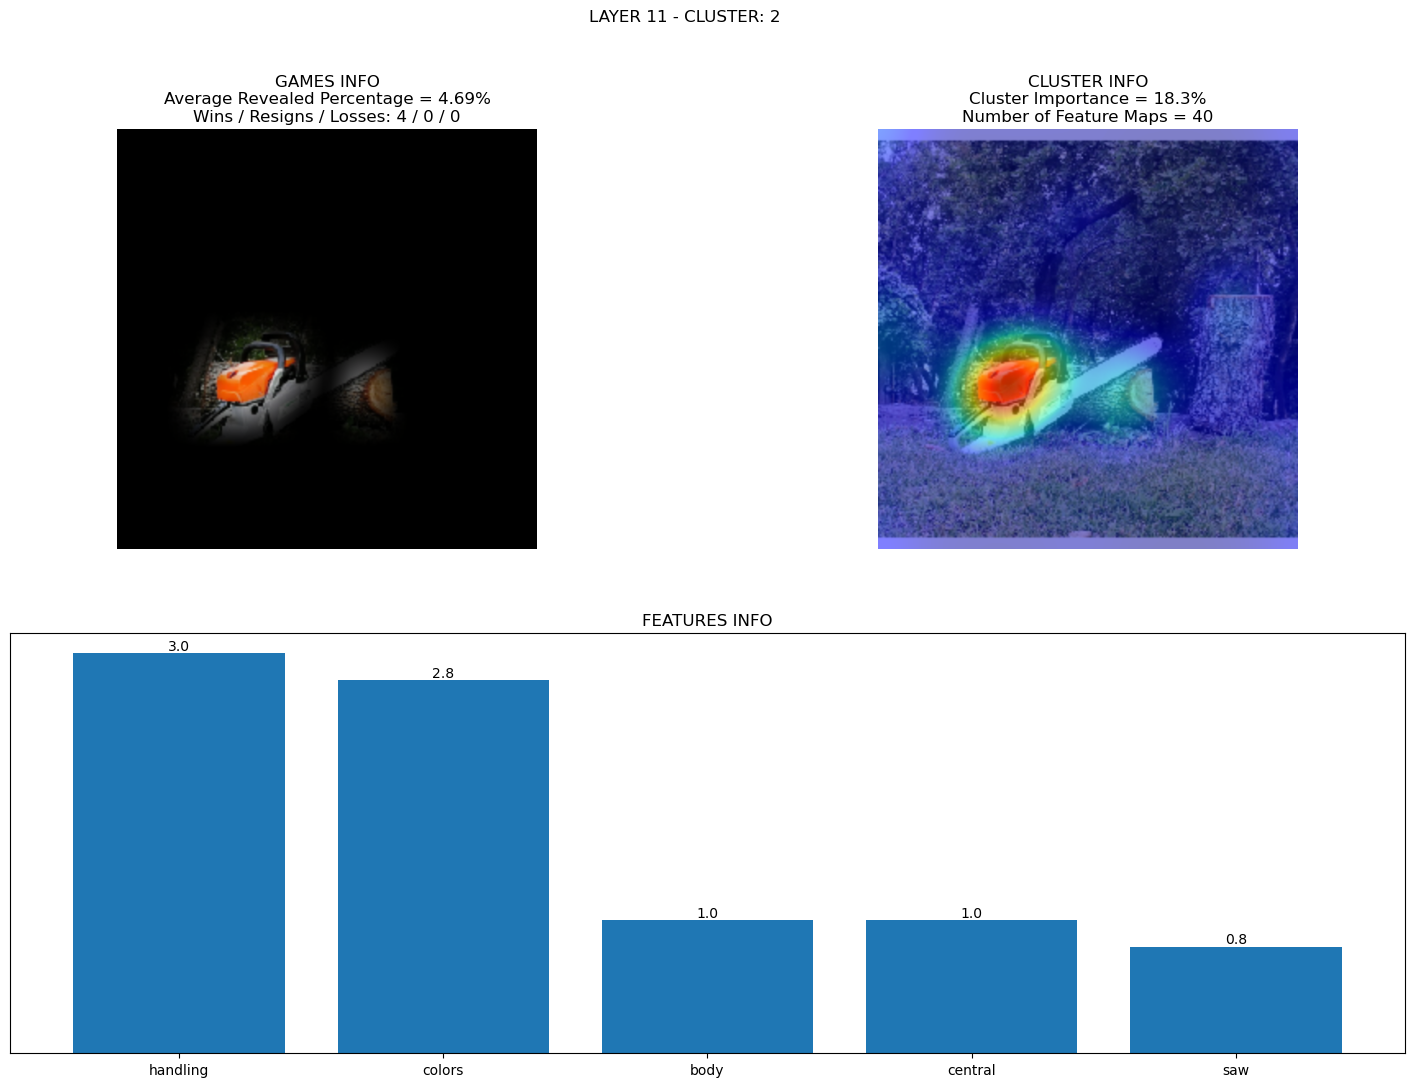 LAYER 11 - CLUSTER: 2
GAMES INFO
Average Revealed Percentage = 4.69%
Wins / Resigns / Losses: 4 / 0 / 0
CLUSTER INFO
Cluster Importance = 18.3%
Number of Feature Maps = 40
FEATURES INFO
3.0
2.8
1.0
1.0
0.8
handling
colors
body
central
saw